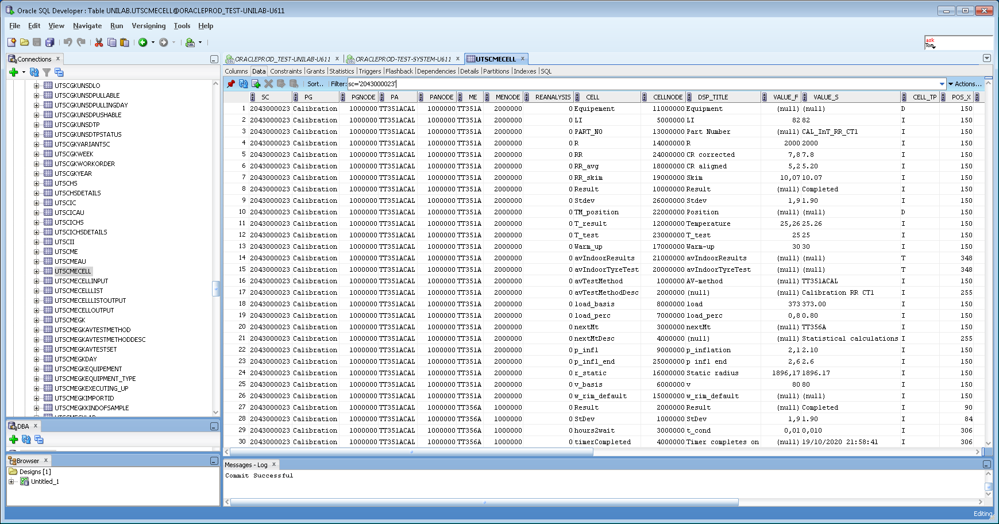 Oracle SQL Developer : Table UNILAB.UTSCMECELL@ORACLEPROD_TEST-UNILAB-U611
File Edit View Navigate Run Versioning Tools Help
ask
Tom
Connections
UTSCGKUNSDLO
UTSCGKUNSDPULLABLE
UTSCGKUNSDPULLINGDAY
UTSCGKUNSDPUSHABLE
UTSCGKUNSDTP
UTSCGKUNSDTPSTATUS
UTSCGKVARIANTSC
UTSCGKWEEK
UTSCGKWORKORDER
UTSCGKYEAR
UTSCHS
UTSCHSDETAILS
UTSCIC
UTSCICAU
UTSCICHS
UTSCICHSDETAILS
UTSCII
UTSCME
UTSCMEAU
UTSCMECELL
UTSCMECELLINPUT
UTSCMECELLLIST
UTSCMECELLLISTOUTPUT
UTSCMECELLOUTPUT
UTSCMEGK
UTSCMEGKAVTESTMETHOD
UTSCMEGKAVTESTMETHODDESC
UTSCMEGKAVTESTSET
UTSCMEGKDAY
UTSCMEGKEQUIPEMENT
UTSCMEGKEQUIPMENT_TYPE
UTSCMEGKEXECUTING_UP
UTSCMEGKIMPORTID
UTSCMEGKKINDOFSAMPLE
DBA
Browser
Designs [1]
Untitled_1
ORACLEPROD_TEST-UNILAB-U611 ORACLEPROD-TEST-SYSTEM-U611 UTSCMECELL
Columns Data Constraints Grants Statistics Triggers Flashback Dependencies Details Partitions Indexes SQL
Sort.. Filter: sc='2043000023' Actions...
SC PG PGNODE PA PANODE ME MENODE REANALYSIS CELL CELLNODE DSP_TITLE VALUE_F VALUE_S CELL_TP POS_X
1 2043000023 Calibration 1000000 TT351ACAL 1000000 TT351A 2000000 0 Equipement 11000000 Equipment (null) (null) D 150
2 2043000023 Calibration 1000000 TT351ACAL 1000000 TT351A 2000000 0 LI 5000000 LI 82 82 I 150
3 2043000023 Calibration 1000000 TT351ACAL 1000000 TT351A 2000000 0 PART_NO 13000000 Part Number (null) CAL_InT_RR_CT1 I 150
4 2043000023 Calibration 1000000 TT351ACAL 1000000 TT351A 2000000 0 R 14000000 R 2000 2000 I 150
5 2043000023 Calibration 1000000 TT351ACAL 1000000 TT351A 2000000 0 RR 24000000 CR corrected 7,8 7.8 I 150
6 2043000023 Calibration 1000000 TT351ACAL 1000000 TT351A 2000000 0 RR_avg 18000000 CR aligned 5,2 5.20 I 150
7 2043000023 Calibration 1000000 TT351ACAL 1000000 TT351A 2000000 0 RR_skim 19000000 Skim 10,07 10.07 I 150
8 2043000023 Calibration 1000000 TT351ACAL 1000000 TT351A 2000000 0 Result 10000000 Result (null) Completed I 150
9 2043000023 Calibration 1000000 TT351ACAL 1000000 TT351A 2000000 0 Stdev 26000000 Stdev 1,9 1.90 I 150
10 2043000023 Calibration 1000000 TT351ACAL 1000000 TT351A 2000000 0 TM_position 22000000 Position (null) (null) D 150
11 2043000023 Calibration 1000000 TT351ACAL 1000000 TT351A 2000000 0 T_result 12000000 Temperature 25,26 25.26 I 150
12 2043000023 Calibration 1000000 TT351ACAL 1000000 TT351A 2000000 0 T_test 23000000 T_test 25 25 I 150
13 2043000023 Calibration 1000000 TT351ACAL 1000000 TT351A 2000000 0 Warm_up 17000000 Warm-up 30 30 I 150
14 2043000023 Calibration 1000000 TT351ACAL 1000000 TT351A 2000000 0 avIndoorResults 21000000 avIndoorResults (null) (null) T 348
15 2043000023 Calibration 1000000 TT351ACAL 1000000 TT351A 2000000 0 avIndoorTyreTest 20000000 avIndoorTyreTest (null) (null) T 348
16 2043000023 Calibration 1000000 TT351ACAL 1000000 TT351A 2000000 0 avTestMethod 1000000 AV-method (null) TT351ACAL I 150
17 2043000023 Calibration 1000000 TT351ACAL 1000000 TT351A 2000000 0 avTestMethodDesc 2000000 (null) (null) Calibration RR CT1 I 255
18 2043000023 Calibration 1000000 TT351ACAL 1000000 TT351A 2000000 0 load_basis 8000000 load 373 373.00 I 150
19 2043000023 Calibration 1000000 TT351ACAL 1000000 TT351A 2000000 0 load_perc 7000000 load_perc 0,8 0.80 I 150
20 2043000023 Calibration 1000000 TT351ACAL 1000000 TT351A 2000000 0 nextMt 3000000 nextMt (null) TT356A I 150
21 2043000023 Calibration 1000000 TT351ACAL 1000000 TT351A 2000000 0 nextMtDesc 4000000 (null) (null) Statistical calculations I 255
22 2043000023 Calibration 1000000 TT351ACAL 1000000 TT351A 2000000 0 p_infl 9000000 p_inflation 2,1 2.10 I 150
23 2043000023 Calibration 1000000 TT351ACAL 1000000 TT351A 2000000 0 p_infl_end 25000000 p infl end 2,6 2.6 I 150
24 2043000023 Calibration 1000000 TT351ACAL 1000000 TT351A 2000000 0 r_static 16000000 Static radius 1896,17 1896.17 I 150
25 2043000023 Calibration 1000000 TT351ACAL 1000000 TT351A 2000000 0 v_basis 6000000 v 80 80 I 150
26 2043000023 Calibration 1000000 TT351ACAL 1000000 TT351A 2000000 0 w_rim_default 15000000 w_rim_default (null) (null) I 150
27 2043000023 Calibration 1000000 TT351ACAL 1000000 TT356A 1000000 0 Result 2000000 Result (null) Completed I 90
28 2043000023 Calibration 1000000 TT351ACAL 1000000 TT356A 1000000 0 StDev 1000000 StDev 1,9 1.90 I 84
29 2043000023 Calibration 1000000 TT351ACAL 1000000 TT356A 1000000 0 hours2wait 3000000 t_cond 0,01 0,010 I 306
30 2043000023 Calibration 1000000 TT351ACAL 1000000 TT356A 1000000 0 timerCompleted 4000000 Timer completes on (null) 19/10/2020 21:58:41 I 306
Messages - Log
Commit Successful
Editing